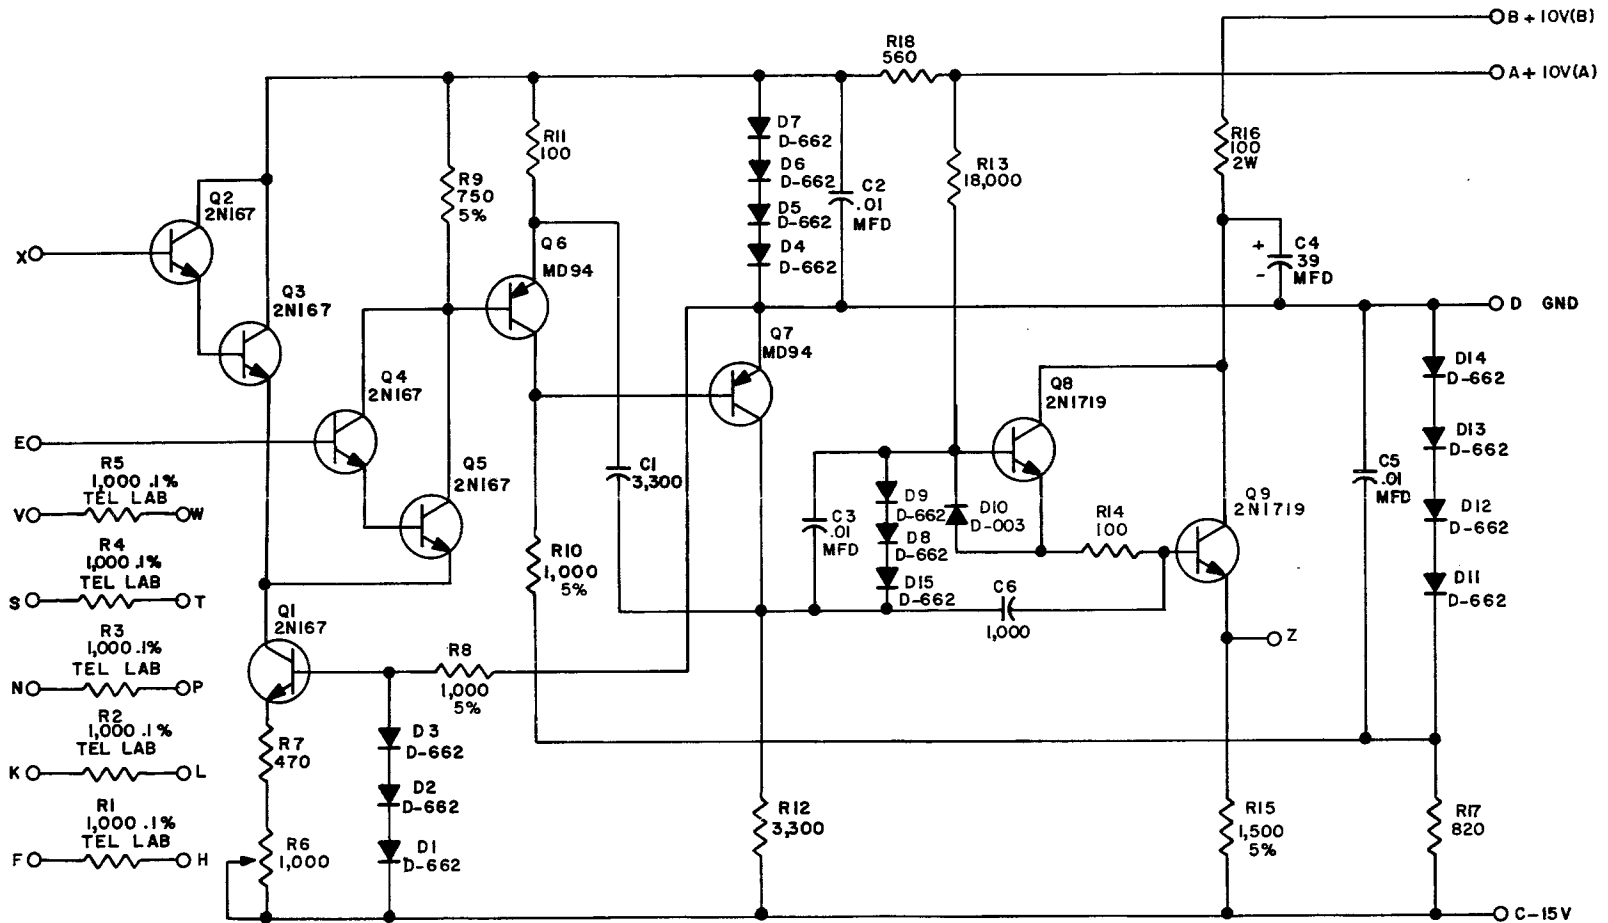 B + 10V(B)
A + 10V(A)
R18
560
R11
100
R9
750
5%
D7
D-662
D6
D-662
D5
D-662
D4
D-662
C2
.01
MFD
R13
18,000
R16
100
2W
C4
39
MFD
+
-
Q2
2N167
X
Q3
2N167
Q6
MD94
D GND
Q7
MD94
Q4
2N167
E
Q5
2N167
C1
3,300
Q8
2N1719
D14
D-662
D13
D-662
D12
D-662
D11
D-662
C5
.01
MFD
R5
1,000 .1%
TEL LAB
V
W
R4
1,000 .1%
TEL LAB
S
T
R3
1,000 .1%
TEL LAB
N
P
R2
1,000 .1%
TEL LAB
K
L
R1
1,000 .1%
TEL LAB
F
H
R10
1,000
5%
C3
.01
MFD
D9
D-662
D8
D-662
D15
D-662
D10
D-003
R14
100
Q9
2N1719
C6
1,000
Z
Q1
2N167
R8
1,000
5%
R7
470
R6
1,000
D3
D-662
D2
D-662
D1
D-662
R12
3,300
R15
1,500
5%
R17
820
C-15V